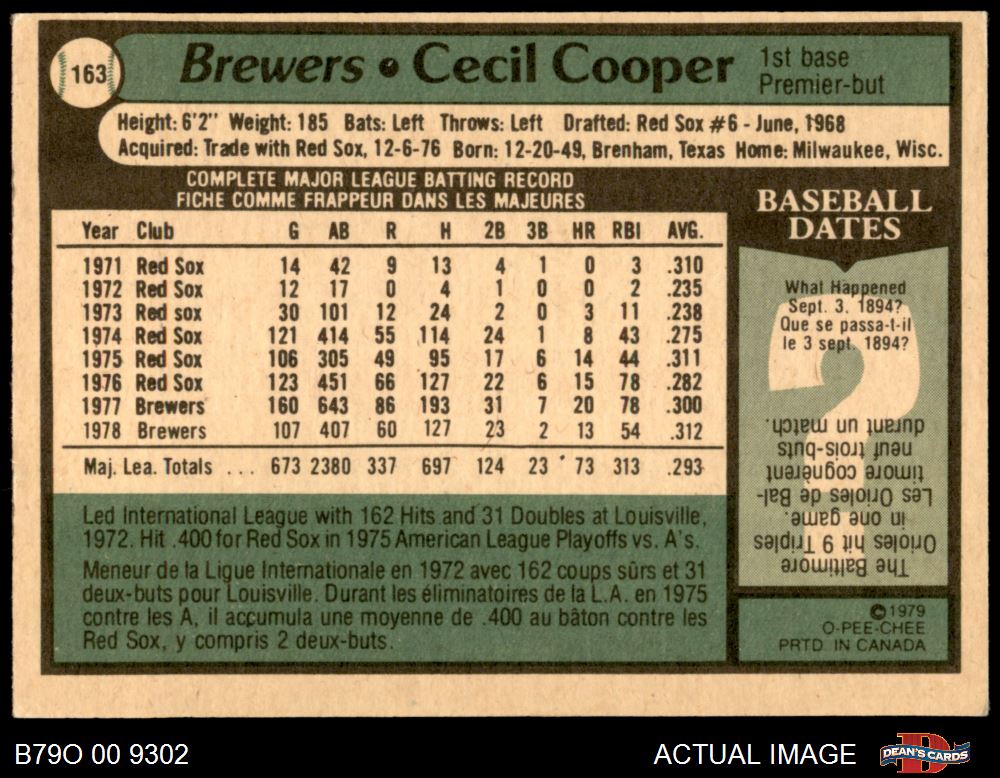 163
Brewers • Cecil Cooper
1st base
Premier-but
Height: 6'2" Weight: 185 Bats: Left Throws: Left Drafted: Red Sox #6 - June, 1968
Acquired: Trade with Red Sox, 12-6-76 Born: 12-20-49, Brenham, Texas Home: Milwaukee, Wisc.
COMPLETE MAJOR LEAGUE BATTING RECORD
FICHE COMME FRAPPEUR DANS LES MAJEURES
Year Club G AB R H 2B 3B HR RBI AVG.
1971 Red Sox 14 42 9 13 4 1 0 3 .310
1972 Red Sox 12 17 0 4 1 0 0 2 .235
1973 Red Sox 30 101 12 24 2 0 3 11 .238
1974 Red Sox 121 414 55 114 24 1 8 43 .275
1975 Red Sox 106 305 49 95 17 6 14 44 .311
1976 Red Sox 123 451 66 127 22 6 15 78 .282
1977 Brewers 160 643 86 193 31 7 20 78 .300
1978 Brewers 107 407 60 127 23 2 13 54 .312
Maj. Lea. Totals ... 673 2380 337 697 124 23 73 313 .293
Led International League with 162 Hits and 31 Doubles at Louisville,
1972. Hit .400 for Red Sox in 1975 American League Playoffs vs. A's.
Meneur de la Ligue Internationale en 1972 avec 162 coups sûrs et 31
deux-buts pour Louisville. Durant les éliminatoires de la L.A. en 1975
contre les A, il accumula une moyenne de .400 au bâton contre les
Red Sox, y compris 2 deux-buts.
BASEBALL
DATES
What Happened
Sept. 3, 1894?
Que se passa-t-il
le 3 sept. 1894?
The Baltimore
Orioles hit 9 Triples
in one game.
Les Orioles de Bal-
timore cognèrent
neuf trois-buts
durant un match.
©1979
O-PEE-CHEE
PRTD. IN CANADA
B79O 00 9302
ACTUAL IMAGE
DEAN'S CARDS